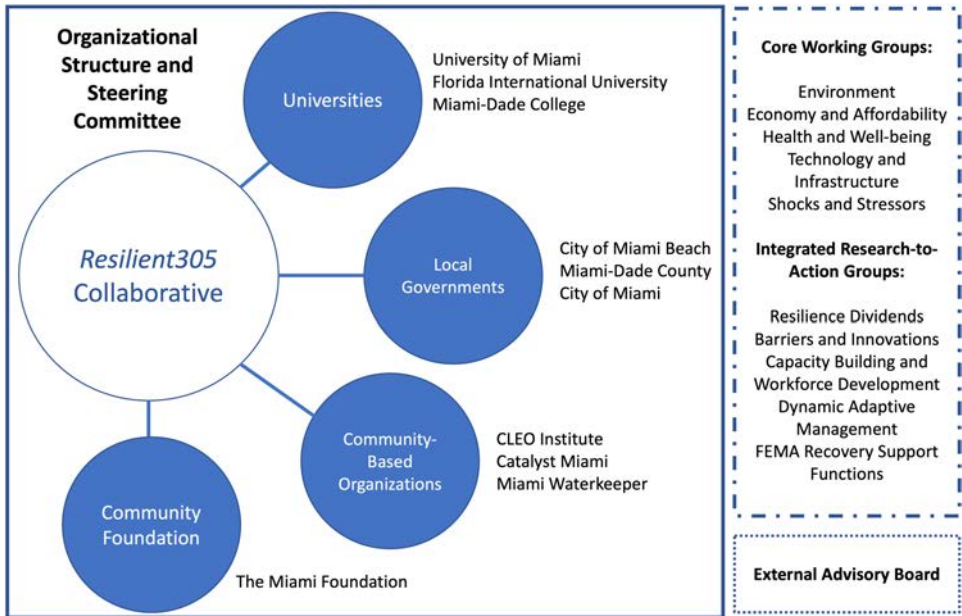 Organizational
Structure and
Steering
Committee
Universities
University of Miami
Florida International University
Miami-Dade College
Resilient305
Collaborative
Local
Governments
City of Miami Beach
Miami-Dade County
City of Miami
Community-
Based
Organizations
CLEO Institute
Catalyst Miami
Miami Waterkeeper
Community
Foundation
The Miami Foundation
Core Working Groups:
Environment
Economy and Affordability
Health and Well-being
Technology and
Infrastructure
Shocks and Stressors
Integrated Research-to-
Action Groups:
Resilience Dividends
Barriers and Innovations
Capacity Building and
Workforce Development
Dynamic Adaptive
Management
FEMA Recovery Support
Functions
External Advisory Board